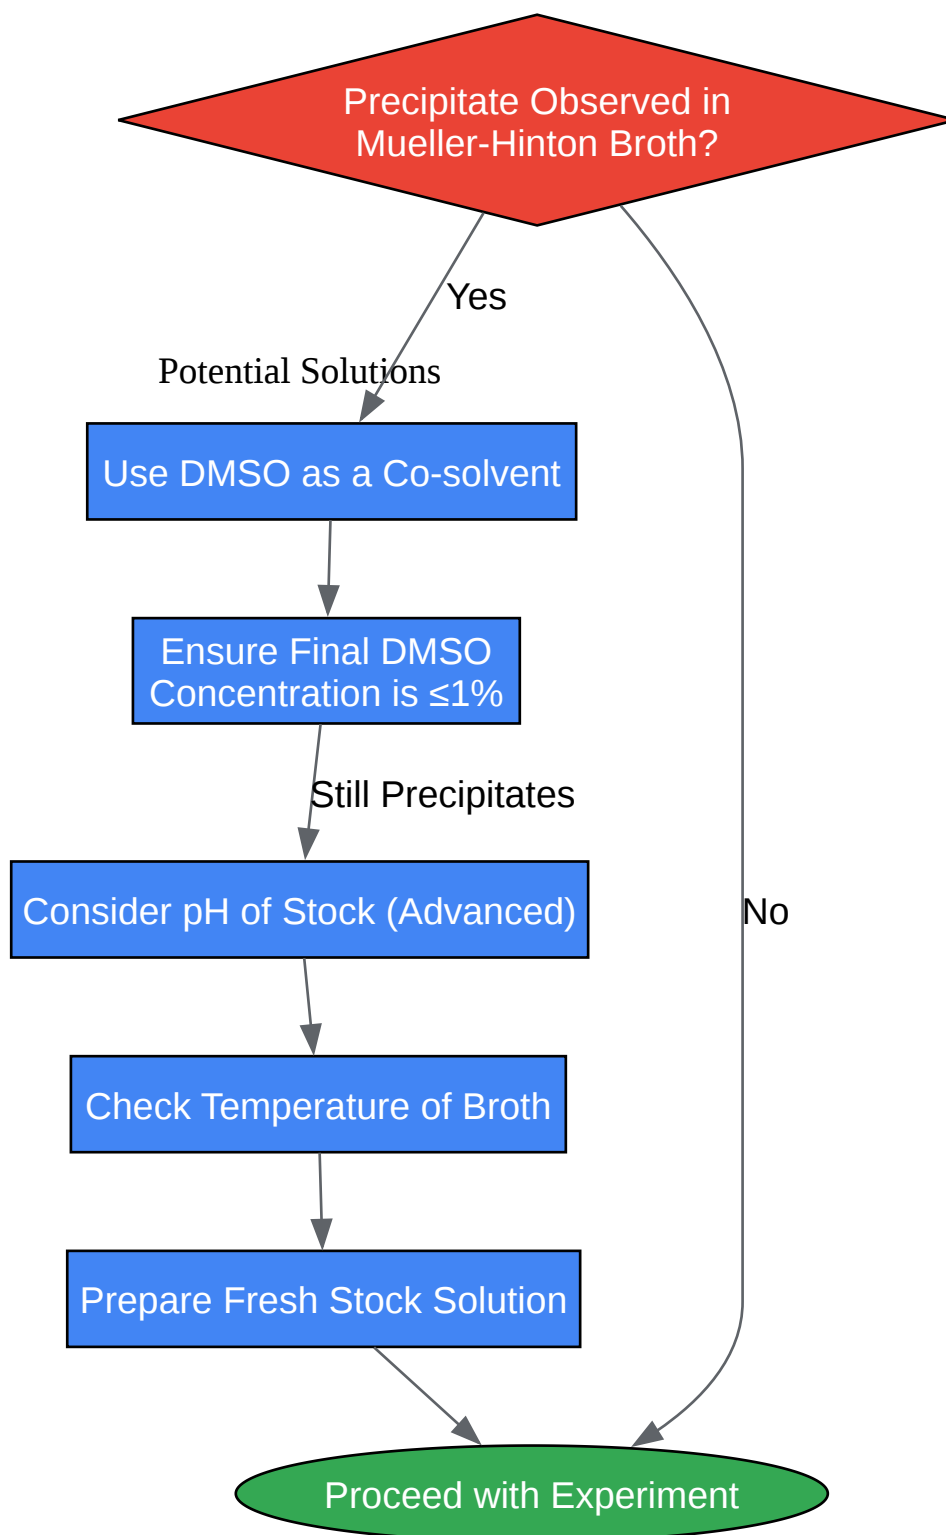 Precipitate Observed in
Mueller-Hinton Broth?
Yes
Potential Solutions
Use DMSO as a Co-solvent
Ensure Final DMSO
Concentration is ≤1%
Still Precipitates
Consider pH of Stock (Advanced)
No
Check Temperature of Broth
Prepare Fresh Stock Solution
Proceed with Experiment